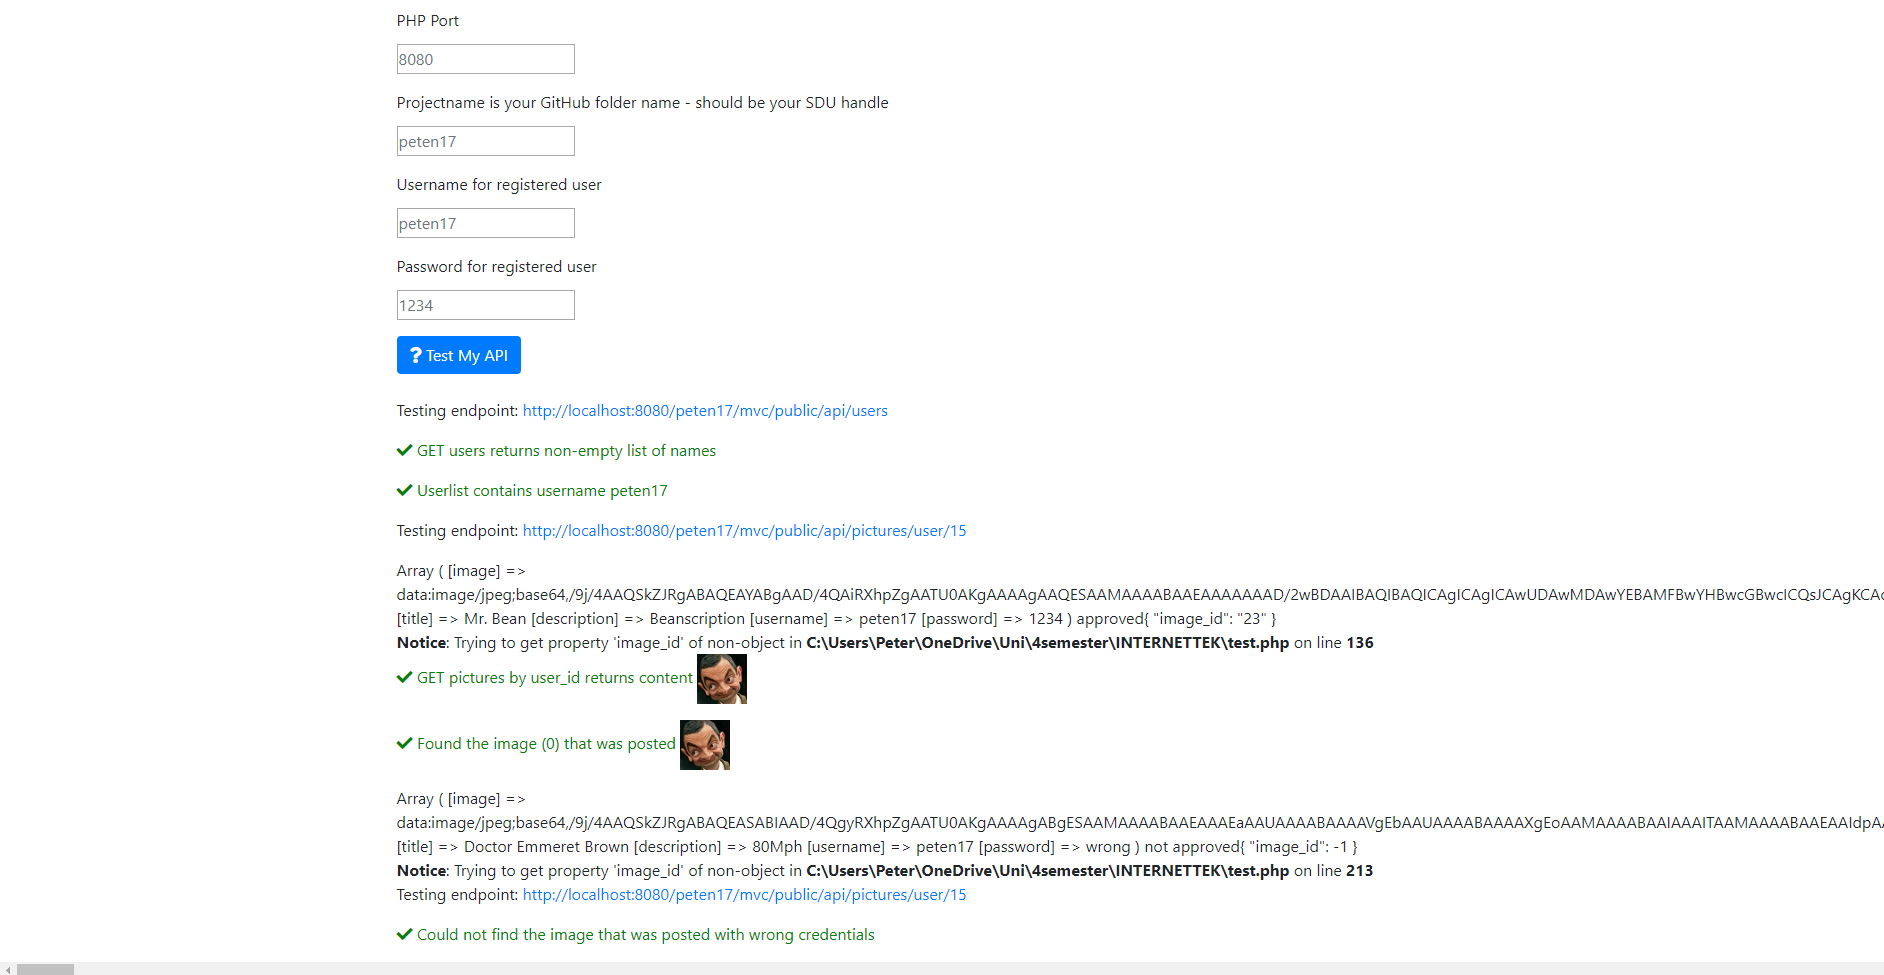 PHP Port
8080
Projectname is your GitHub folder name - should be your SDU handle
peten17
Username for registered user
peten17
Password for registered user
1234
? Test My API
Testing endpoint: http://localhost:8080/peten17/mvc/public/api/users
GET users returns non-empty list of names
Userlist contains username peten17
Testing endpoint: http://localhost:8080/peten17/mvc/public/api/pictures/user/15
Array ( [image] =>
data:image/jpeg;base64,/9j/4AAQSkZJRgABAQEAYABgAAD/4QAiRXhpZgAATU0AKgAAAAgAAQESAAMAAAABAAEAAAAAAAD/2wBDAAIBAQIBAQICAgICAgICAwUDAwMDAwYEBAMFBwYHBwcGBwcICQsJCAgKCAc
[title] => Mr. Bean [description] => Beanscription [username] => peten17 [password] => 1234 ) approved{ "image_id": "23" }
Notice: Trying to get property 'image_id' of non-object in C:\Users\Peter\OneDrive\Uni\4semester\INTERNETTEK\test.php on line 136
GET pictures by user_id returns content
Found the image (0) that was posted
Array ( [image] =>
data:image/jpeg;base64,/9j/4AAQSkZJRgABAQEASABIAAD/4QgyRXhpZgAATU0AKgAAAAgABgESAAMAAAABAAEAAAEaAAUAAAABAAAAVgEbAAUAAAABAAAAXgEoAAMAAAABAAIAAAITAAMAAAABAAEAAIdpAA
[title] => Doctor Emmeret Brown [description] => 80Mph [username] => peten17 [password] => wrong ) not approved{ "image_id": -1 }
Notice: Trying to get property 'image_id' of non-object in C:\Users\Peter\OneDrive\Uni\4semester\INTERNETTEK\test.php on line 213
Testing endpoint: http://localhost:8080/peten17/mvc/public/api/pictures/user/15
Could not find the image that was posted with wrong credentials